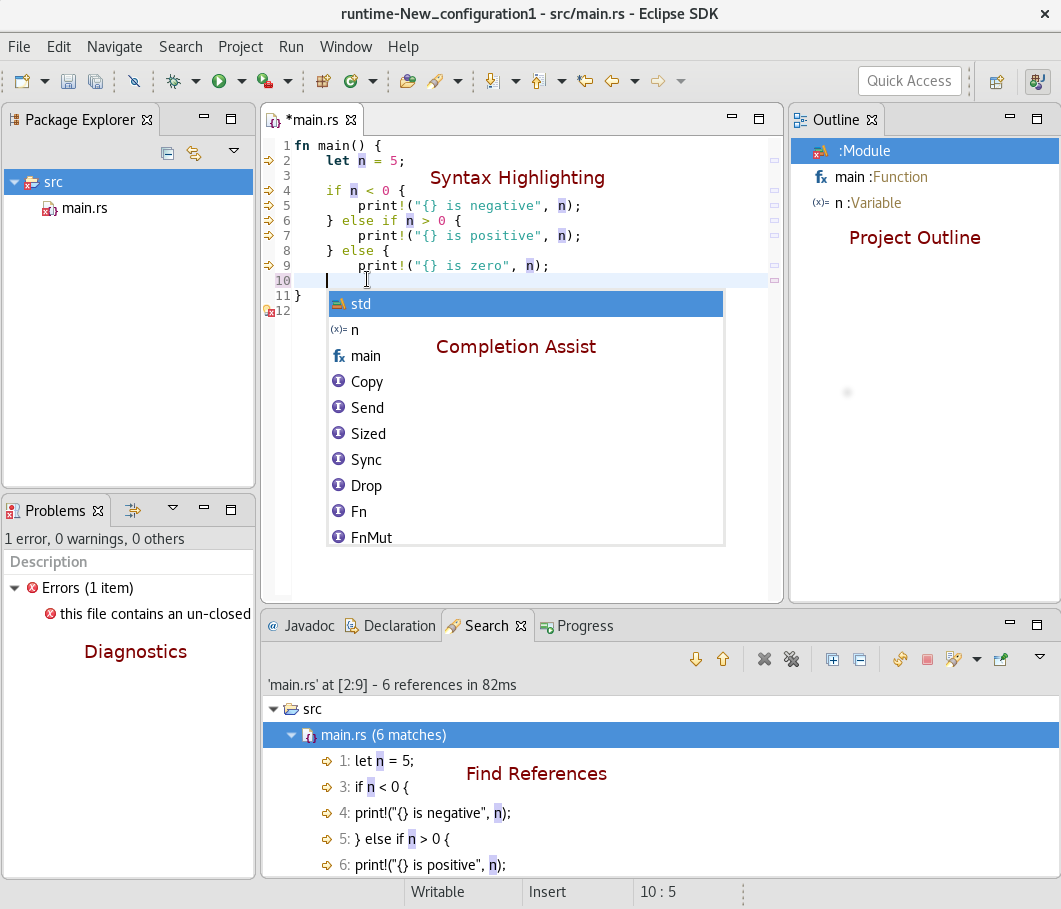 runtime-New_configuration1 - src/main.rs - Eclipse SDK
File Edit Navigate Search Project Run Window Help
Quick Access
Package Explorer
src
main.rs
*main.rs
1 fn main() {
2 let n = 5;
3
4 if n < 0 {
5 print!("{} is negative", n);
6 } else if n > 0 {
7 print!("{} is positive", n);
8 } else {
9 print!("{} is zero", n);
10
11 }
12
Syntax Highlighting
std
(x)= n
fx main
I Copy
I Send
I Sized
I Sync
I Drop
I Fn
I FnMut
Completion Assist
Outline
:Module
fx main :Function
(x)= n :Variable
Project Outline
Problems
1 error, 0 warnings, 0 others
Description
Errors (1 item)
this file contains an un-closed
Diagnostics
@ Javadoc Declaration Search Progress
'main.rs' at [2:9] - 6 references in 82ms
src
main.rs (6 matches)
1: let n = 5;
3: if n < 0 {
4: print!("{} is negative", n);
5: } else if n > 0 {
6: print!("{} is positive", n);
Find References
Writable Insert 10 : 5